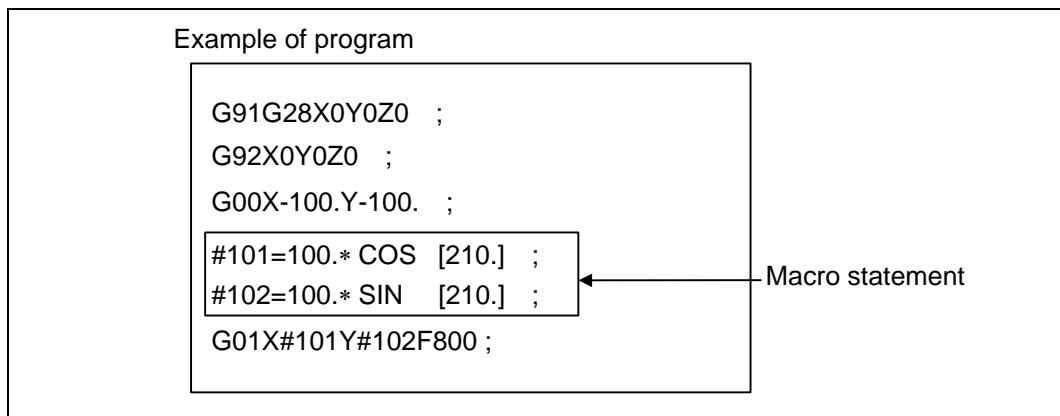 Example of program
G91G28X0Y0Z0 ;
G92X0Y0Z0 ;
G00X-100.Y-100. ;
#101=100.∗ COS [210.] ;
#102=100.∗ SIN [210.] ;
Macro statement
G01X#101Y#102F800 ;